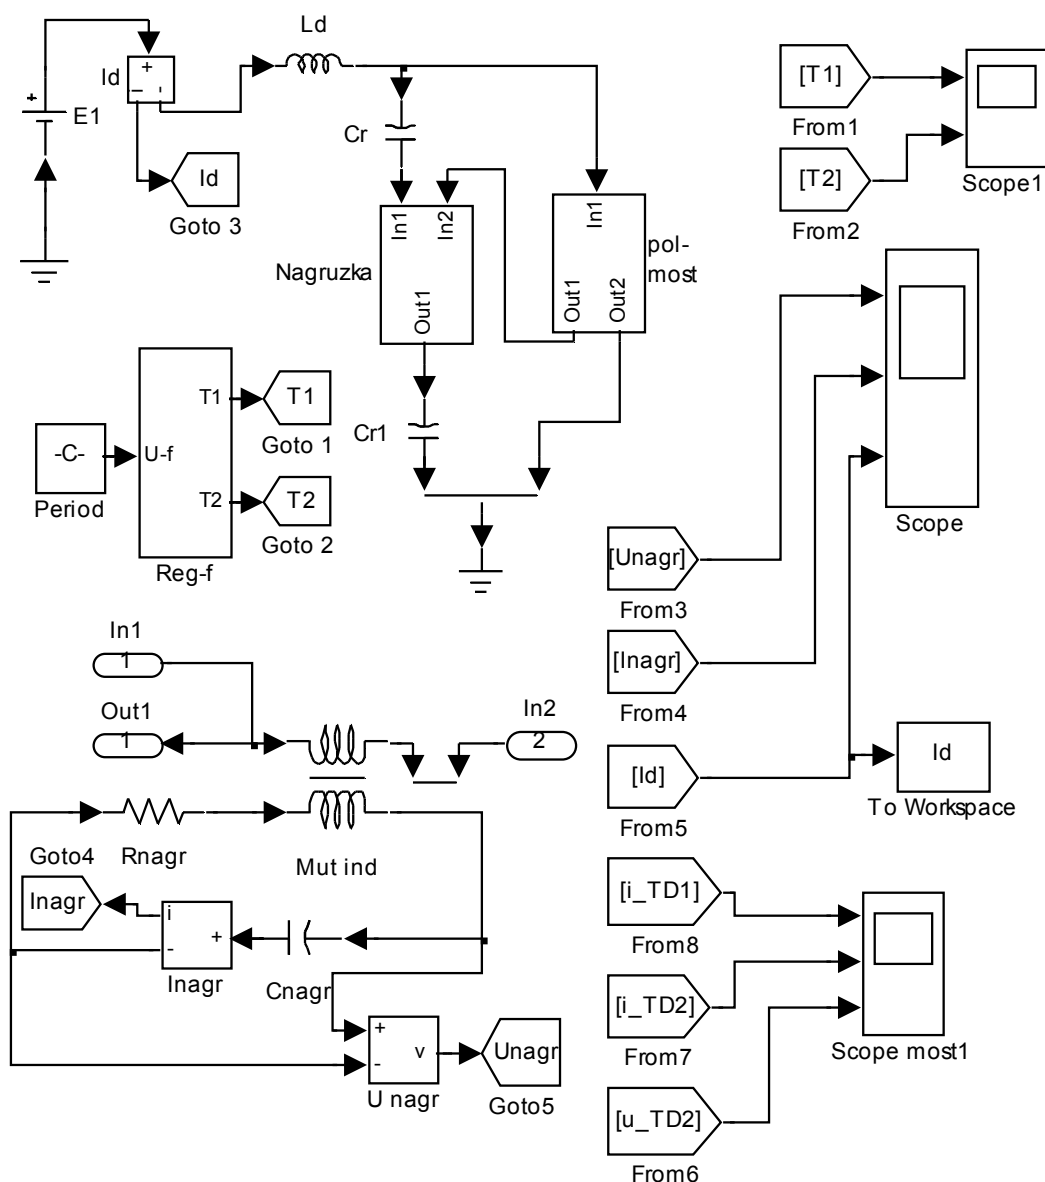 Ld
+
E1
Id
+
-
-
Id
Goto 3
Cr
In1
In2
Nagruzka
Out1
In1
pol-
most
Out1
Out2
Cr1
-C-
Period
U-f
T1
T2
Reg-f
T1
Goto 1
T2
Goto 2
[T1]
From1
[T2]
From2
Scope1
Scope
[Unagr]
From3
[Inagr]
From4
[Id]
From5
Id
To Workspace
In1
1
Out1
1
In2
2
Goto4
Rnagr
Mut ind
Inagr
i
-
+
Inagr
Cnagr
+
-
v
U nagr
Unagr
Goto5
[i_TD1]
From8
[i_TD2]
From7
[u_TD2]
From6
Scope most1